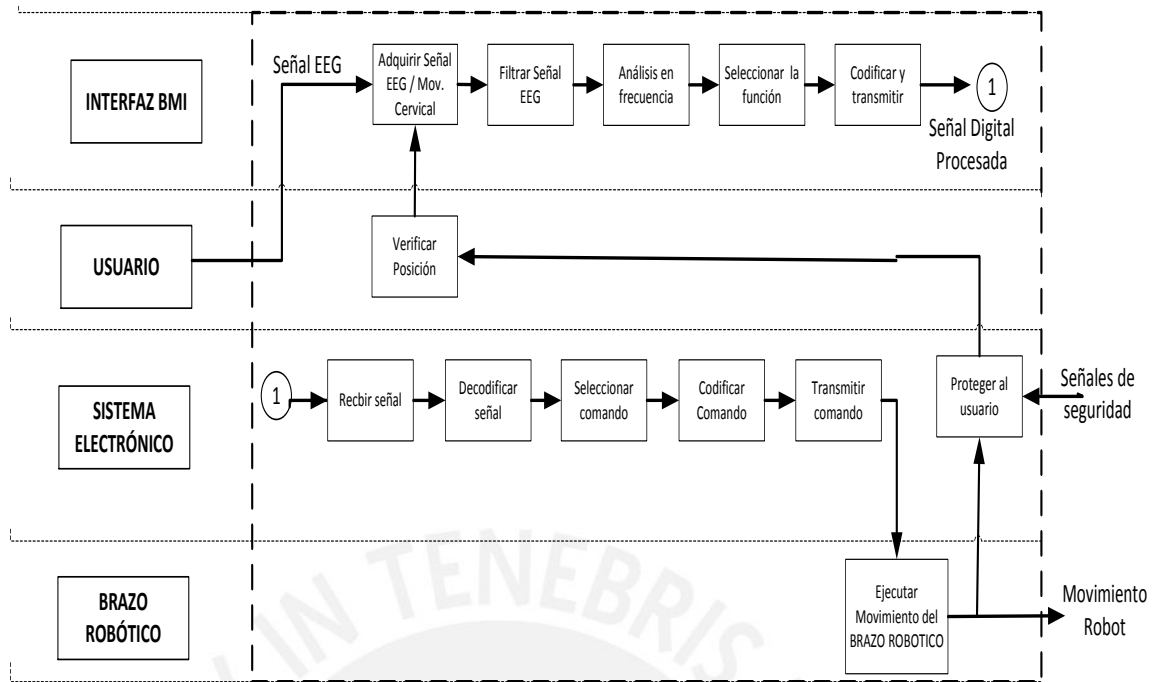 Señal EEG
Adquirir Señal
EEG / Mov.
Cervical
Filtrar Señal
EEG
Análisis en
frecuencia
Seleccionar la
función
Codificar y
transmitir
1
Señal Digital
Procesada
INTERFAZ BMI
USUARIO
Verificar
Posición
SISTEMA
ELECTRÓNICO
1
Recbir señal
Decodificar
señal
Seleccionar
comando
Codificar
Comando
Transmitir
comando
Proteger al
usuario
Señales de
seguridad
BRAZO
ROBÓTICO
Ejecutar
Movimiento del
BRAZO ROBOTICO
Movimiento
Robot
IN TENEBRIS